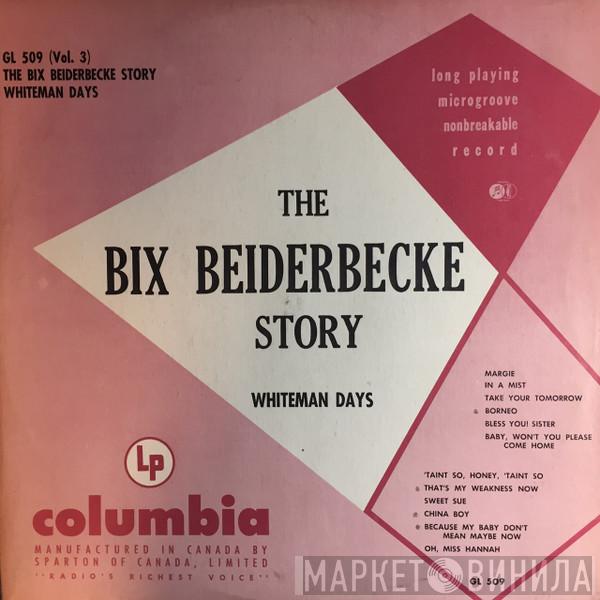 GL 509 (Vol. 3)
THE BIX BEIDERBECKE STORY
WHITEMAN DAYS
long playing
microgroove
nonbreakable
record
THE
BIX BEIDERBECKE
STORY
WHITEMAN DAYS
MARGIE
IN A MIST
TAKE YOUR TOMORROW
BORNEO
BLESS YOU! SISTER
BABY, WON'T YOU PLEASE
COME HOME
'TAINT SO, HONEY, 'TAINT SO
THAT'S MY WEAKNESS NOW
SWEET SUE
CHINA BOY
BECAUSE MY BABY DON'T
MEAN MAYBE NOW
OH, MISS HANNAH
Lp
columbia
MANUFACTURED IN CANADA BY
SPARTON OF CANADA, LIMITED
"RADIO'S RICHEST VOICE"
GL 509
МАРКЕТ ВИНИЛА